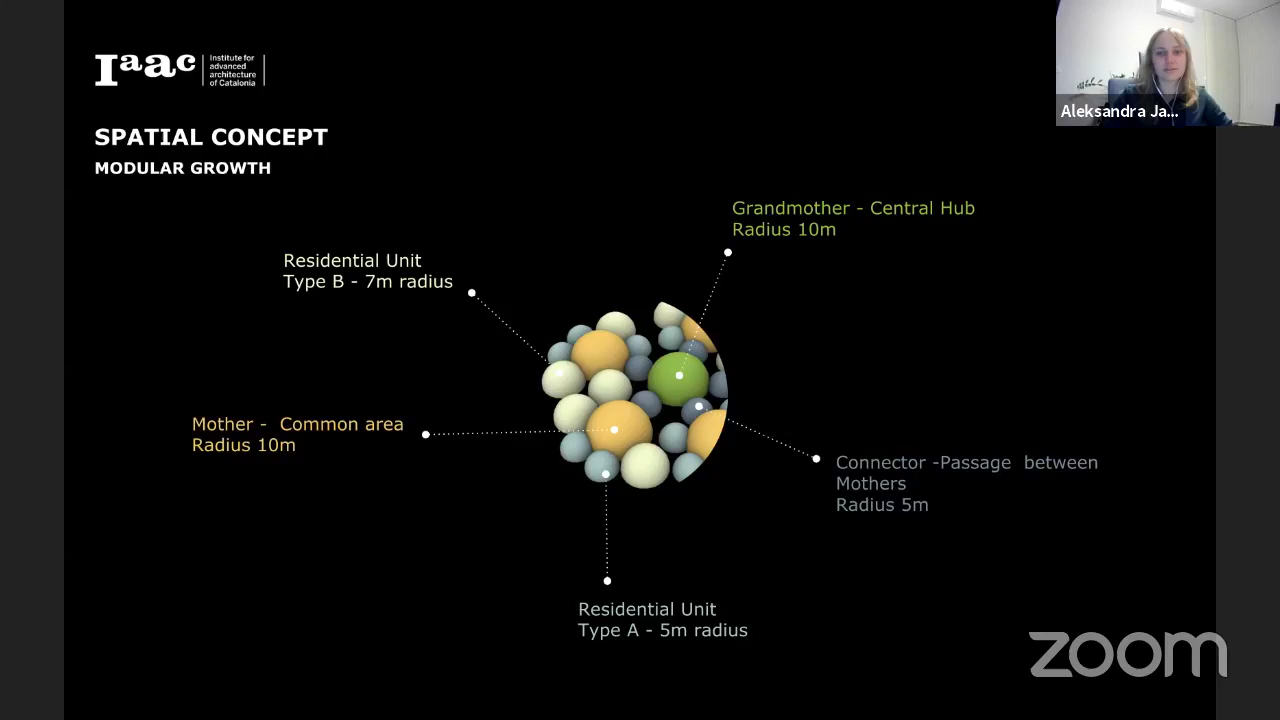 Iaac
Institute for
advanced
architecture
of Catalonia
Aleksandra Ja...
SPATIAL CONCEPT
MODULAR GROWTH
Grandmother - Central Hub
Radius 10m
Residential Unit
Type B - 7m radius
Mother -  Common area
Radius 10m
Connector -Passage  between
Mothers
Radius 5m
Residential Unit
Type A - 5m radius
zoom